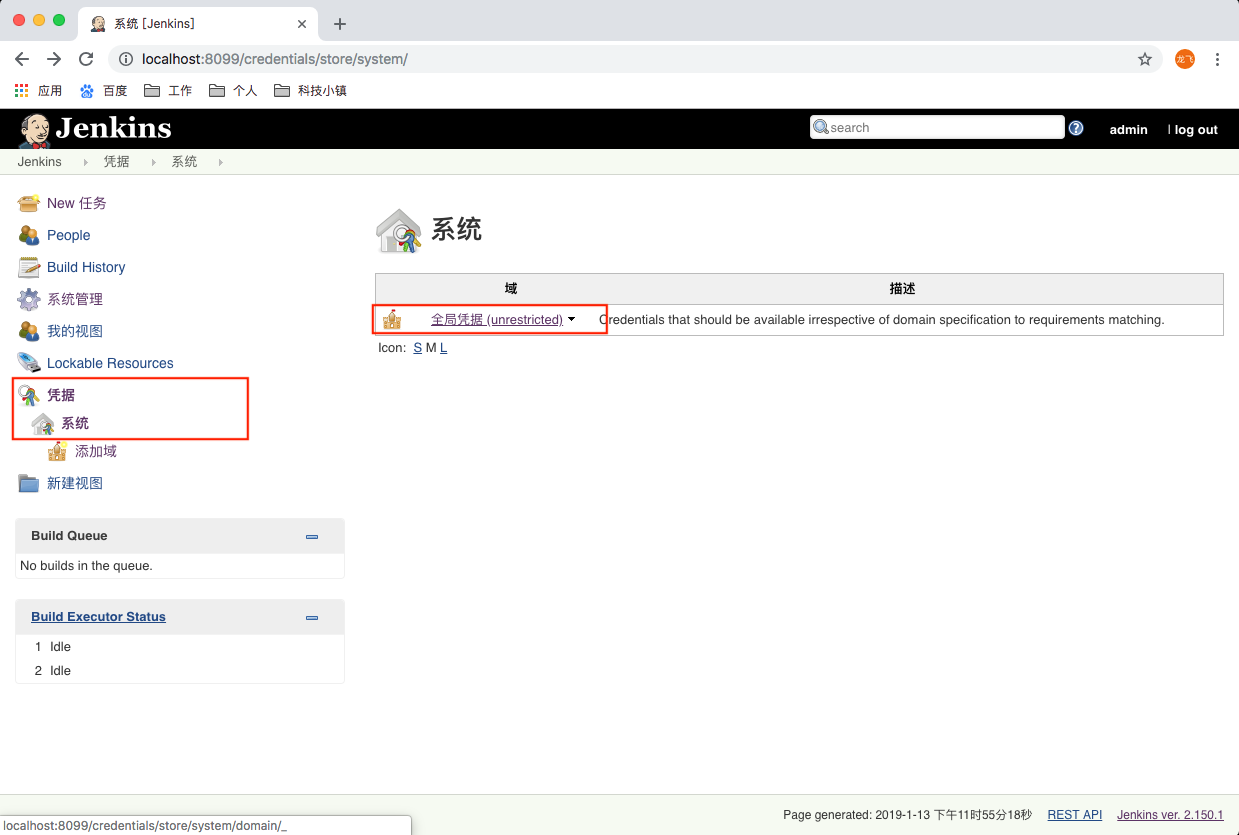 系统 [Jenkins]
localhost:8099/credentials/store/system/
龙飞
应用 百度 工作 个人 科技小镇
Jenkins search ? admin | log out
Jenkins 凭据 系统
New 任务
People
Build History
系统管理
我的视图
Lockable Resources
凭据
系统
添加域
新建视图
系统
域 描述
全局凭据 (unrestricted) Credentials that should be available irrespective of domain specification to requirements matching.
Icon: S M L
Build Queue
No builds in the queue.
Build Executor Status
1 Idle
2 Idle
Page generated: 2019-1-13 下午11时55分18秒 REST API Jenkins ver. 2.150.1
localhost:8099/credentials/store/system/domain/_